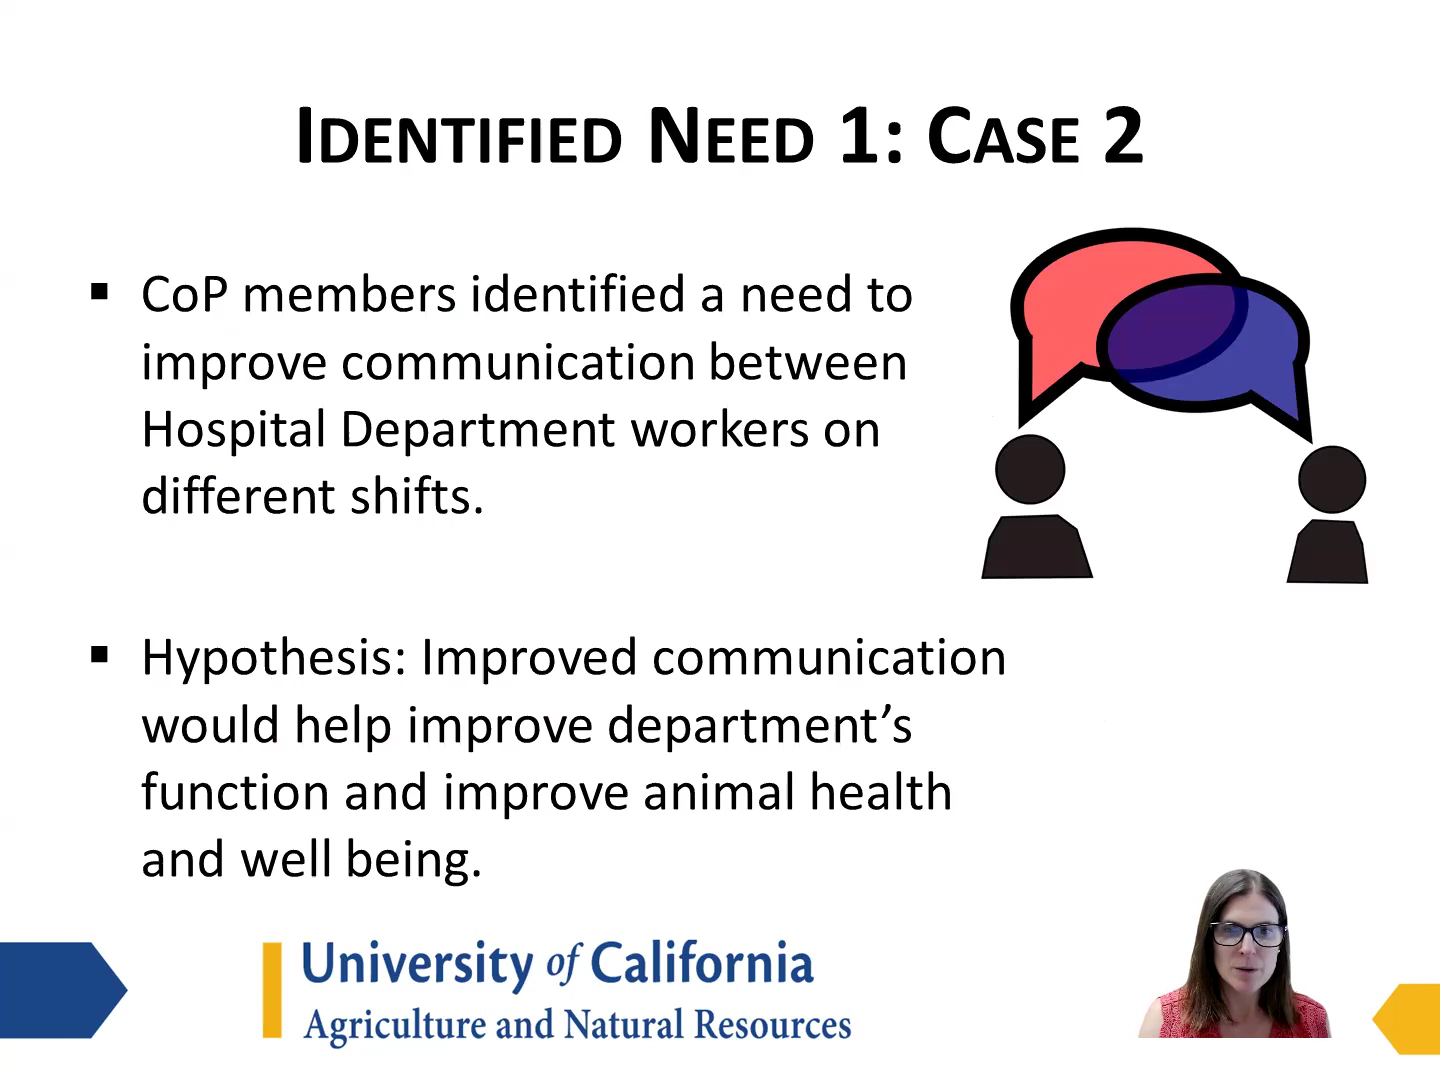 IDENTIFIED NEED 1: CASE 2
▪ CoP members identified a need to
improve communication between
Hospital Department workers on
different shifts.
▪ Hypothesis: Improved communication
would help improve department’s
function and improve animal health
and well being.
University of California
Agriculture and Natural Resources